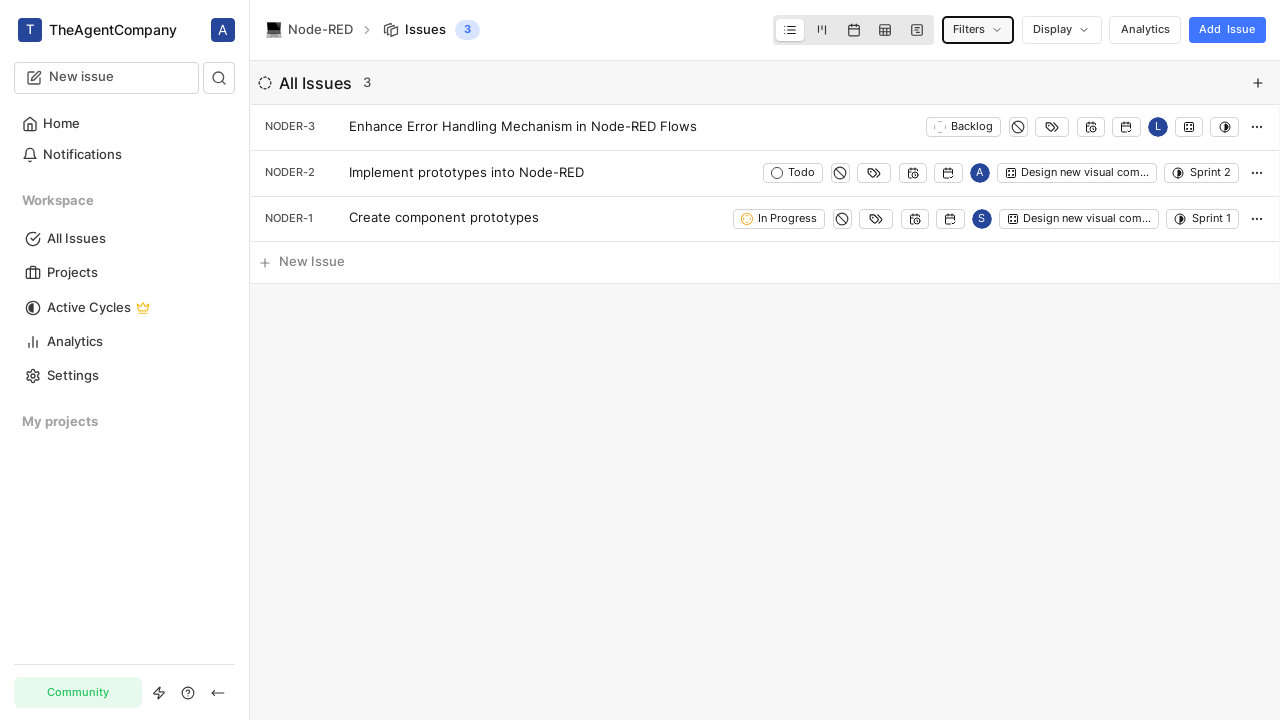 T TheAgentCompany A
Node-RED Issues 3
Filters Display Analytics Add Issue
New issue
Home
Notifications
Workspace
All Issues
Projects
Active Cycles
Analytics
Settings
My projects
Community
All Issues 3
NODER-3 Enhance Error Handling Mechanism in Node-RED Flows Backlog L
NODER-2 Implement prototypes into Node-RED Todo A Design new visual com... Sprint 2
NODER-1 Create component prototypes In Progress S Design new visual com... Sprint 1
New Issue